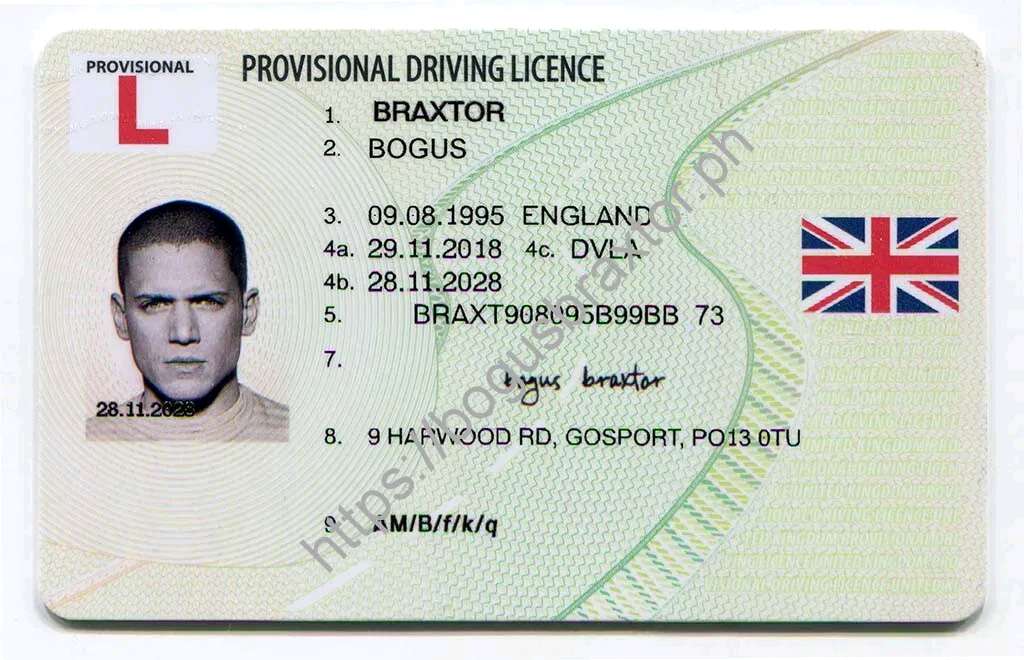 PROVISIONAL
L
PROVISIONAL DRIVING LICENCE
1. BRAXTOR
2. BOGUS
3. 09.08.1995 ENGLAND
4a. 29.11.2018 4c. DVLA
4b. 28.11.2028
5. BRAXT908095B99BB 73
7.
bogus braxtor
8. 9 HARWOOD RD, GOSPORT, PO13 0TU
9. AM/B/f/k/q
28.11.2028
https://bogusbraxtor.ph